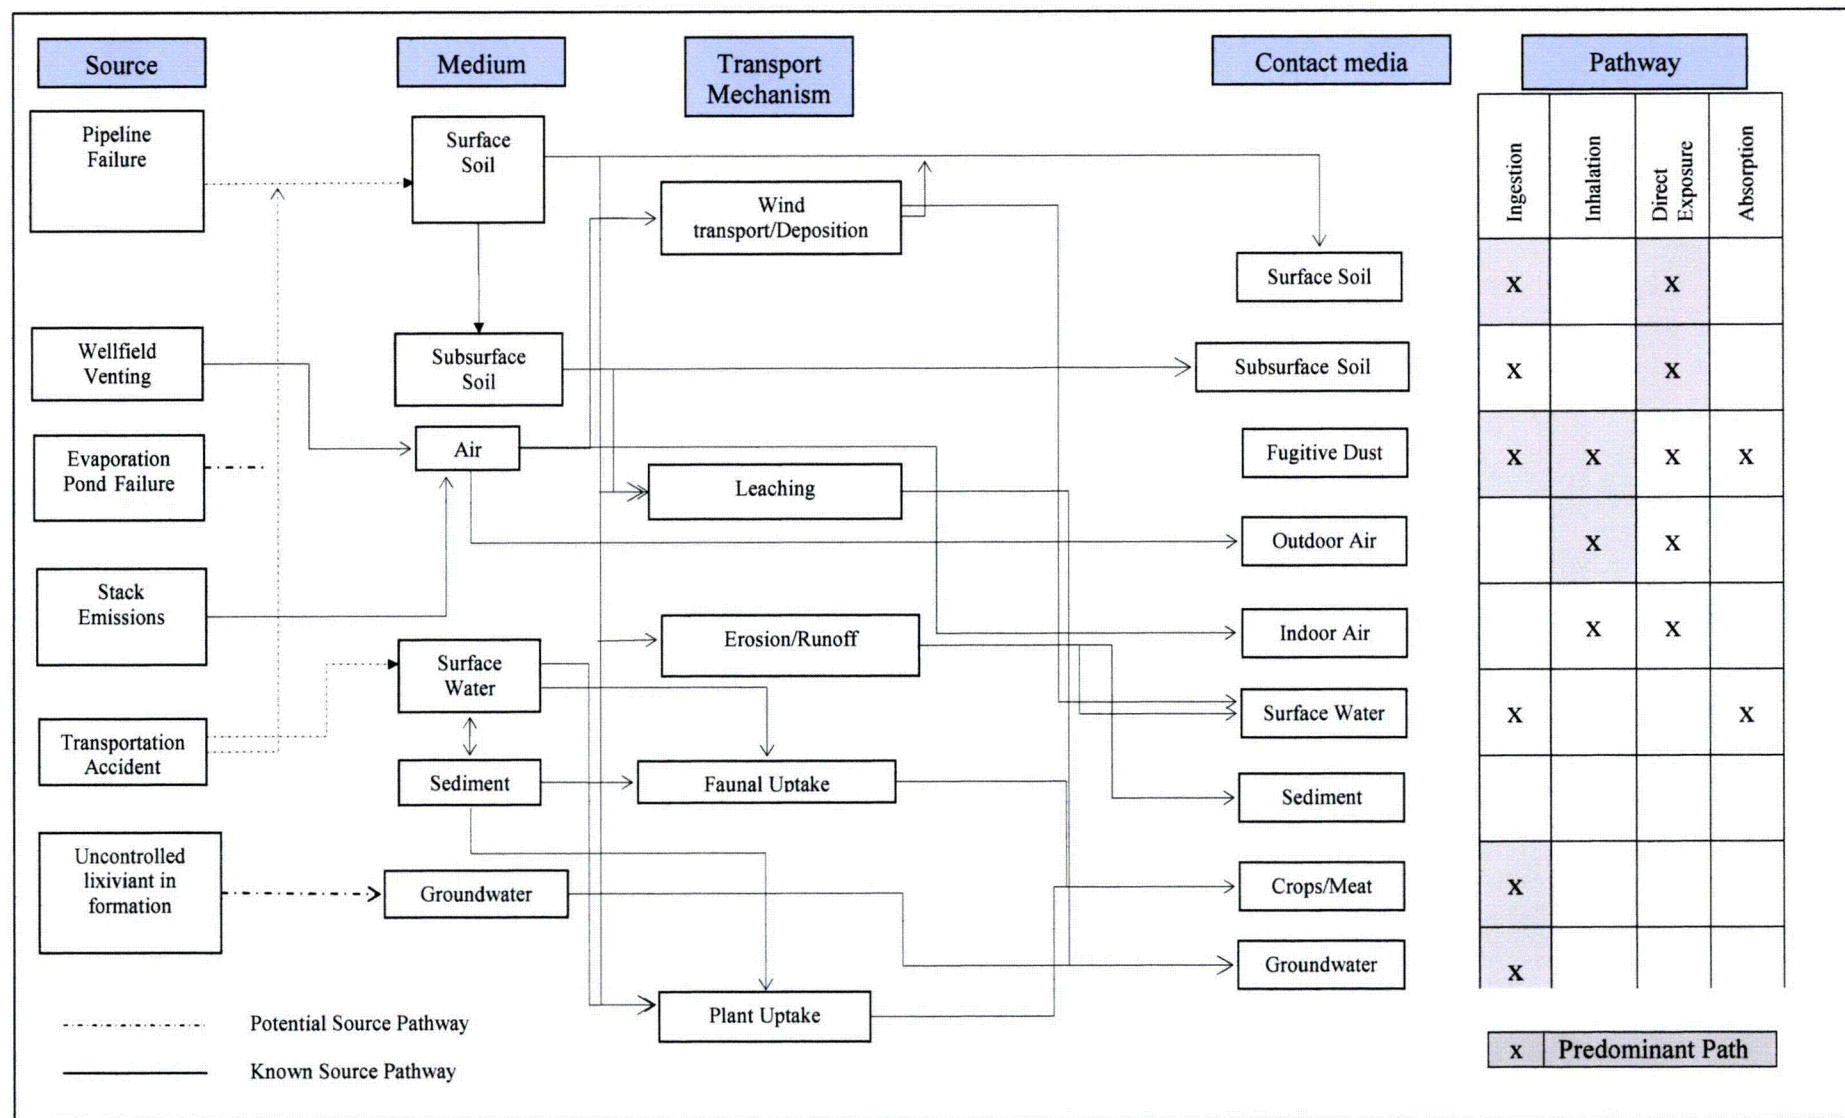 Source
Medium
Transport
Mechanism
Contact media
Pathway
Pipeline
Failure
Surface
Soil
Wind
transport/Deposition
Ingestion
Inhalation
Direct
Exposure
Absorption
Surface Soil
x
x
Wellfield
Venting
Subsurface
Soil
Subsurface Soil
x
x
Evaporation
Pond Failure
Air
Leaching
Fugitive Dust
x
x
x
x
Outdoor Air
x
x
Stack
Emissions
Surface
Water
Erosion/Runoff
Indoor Air
x
x
Surface Water
x
x
Transportation
Accident
Sediment
Faunal Uptake
Sediment
Uncontrolled
lixiviant in
formation
Groundwater
Crops/Meat
x
Groundwater
x
Plant Uptake
Potential Source Pathway
Known Source Pathway
x Predominant Path